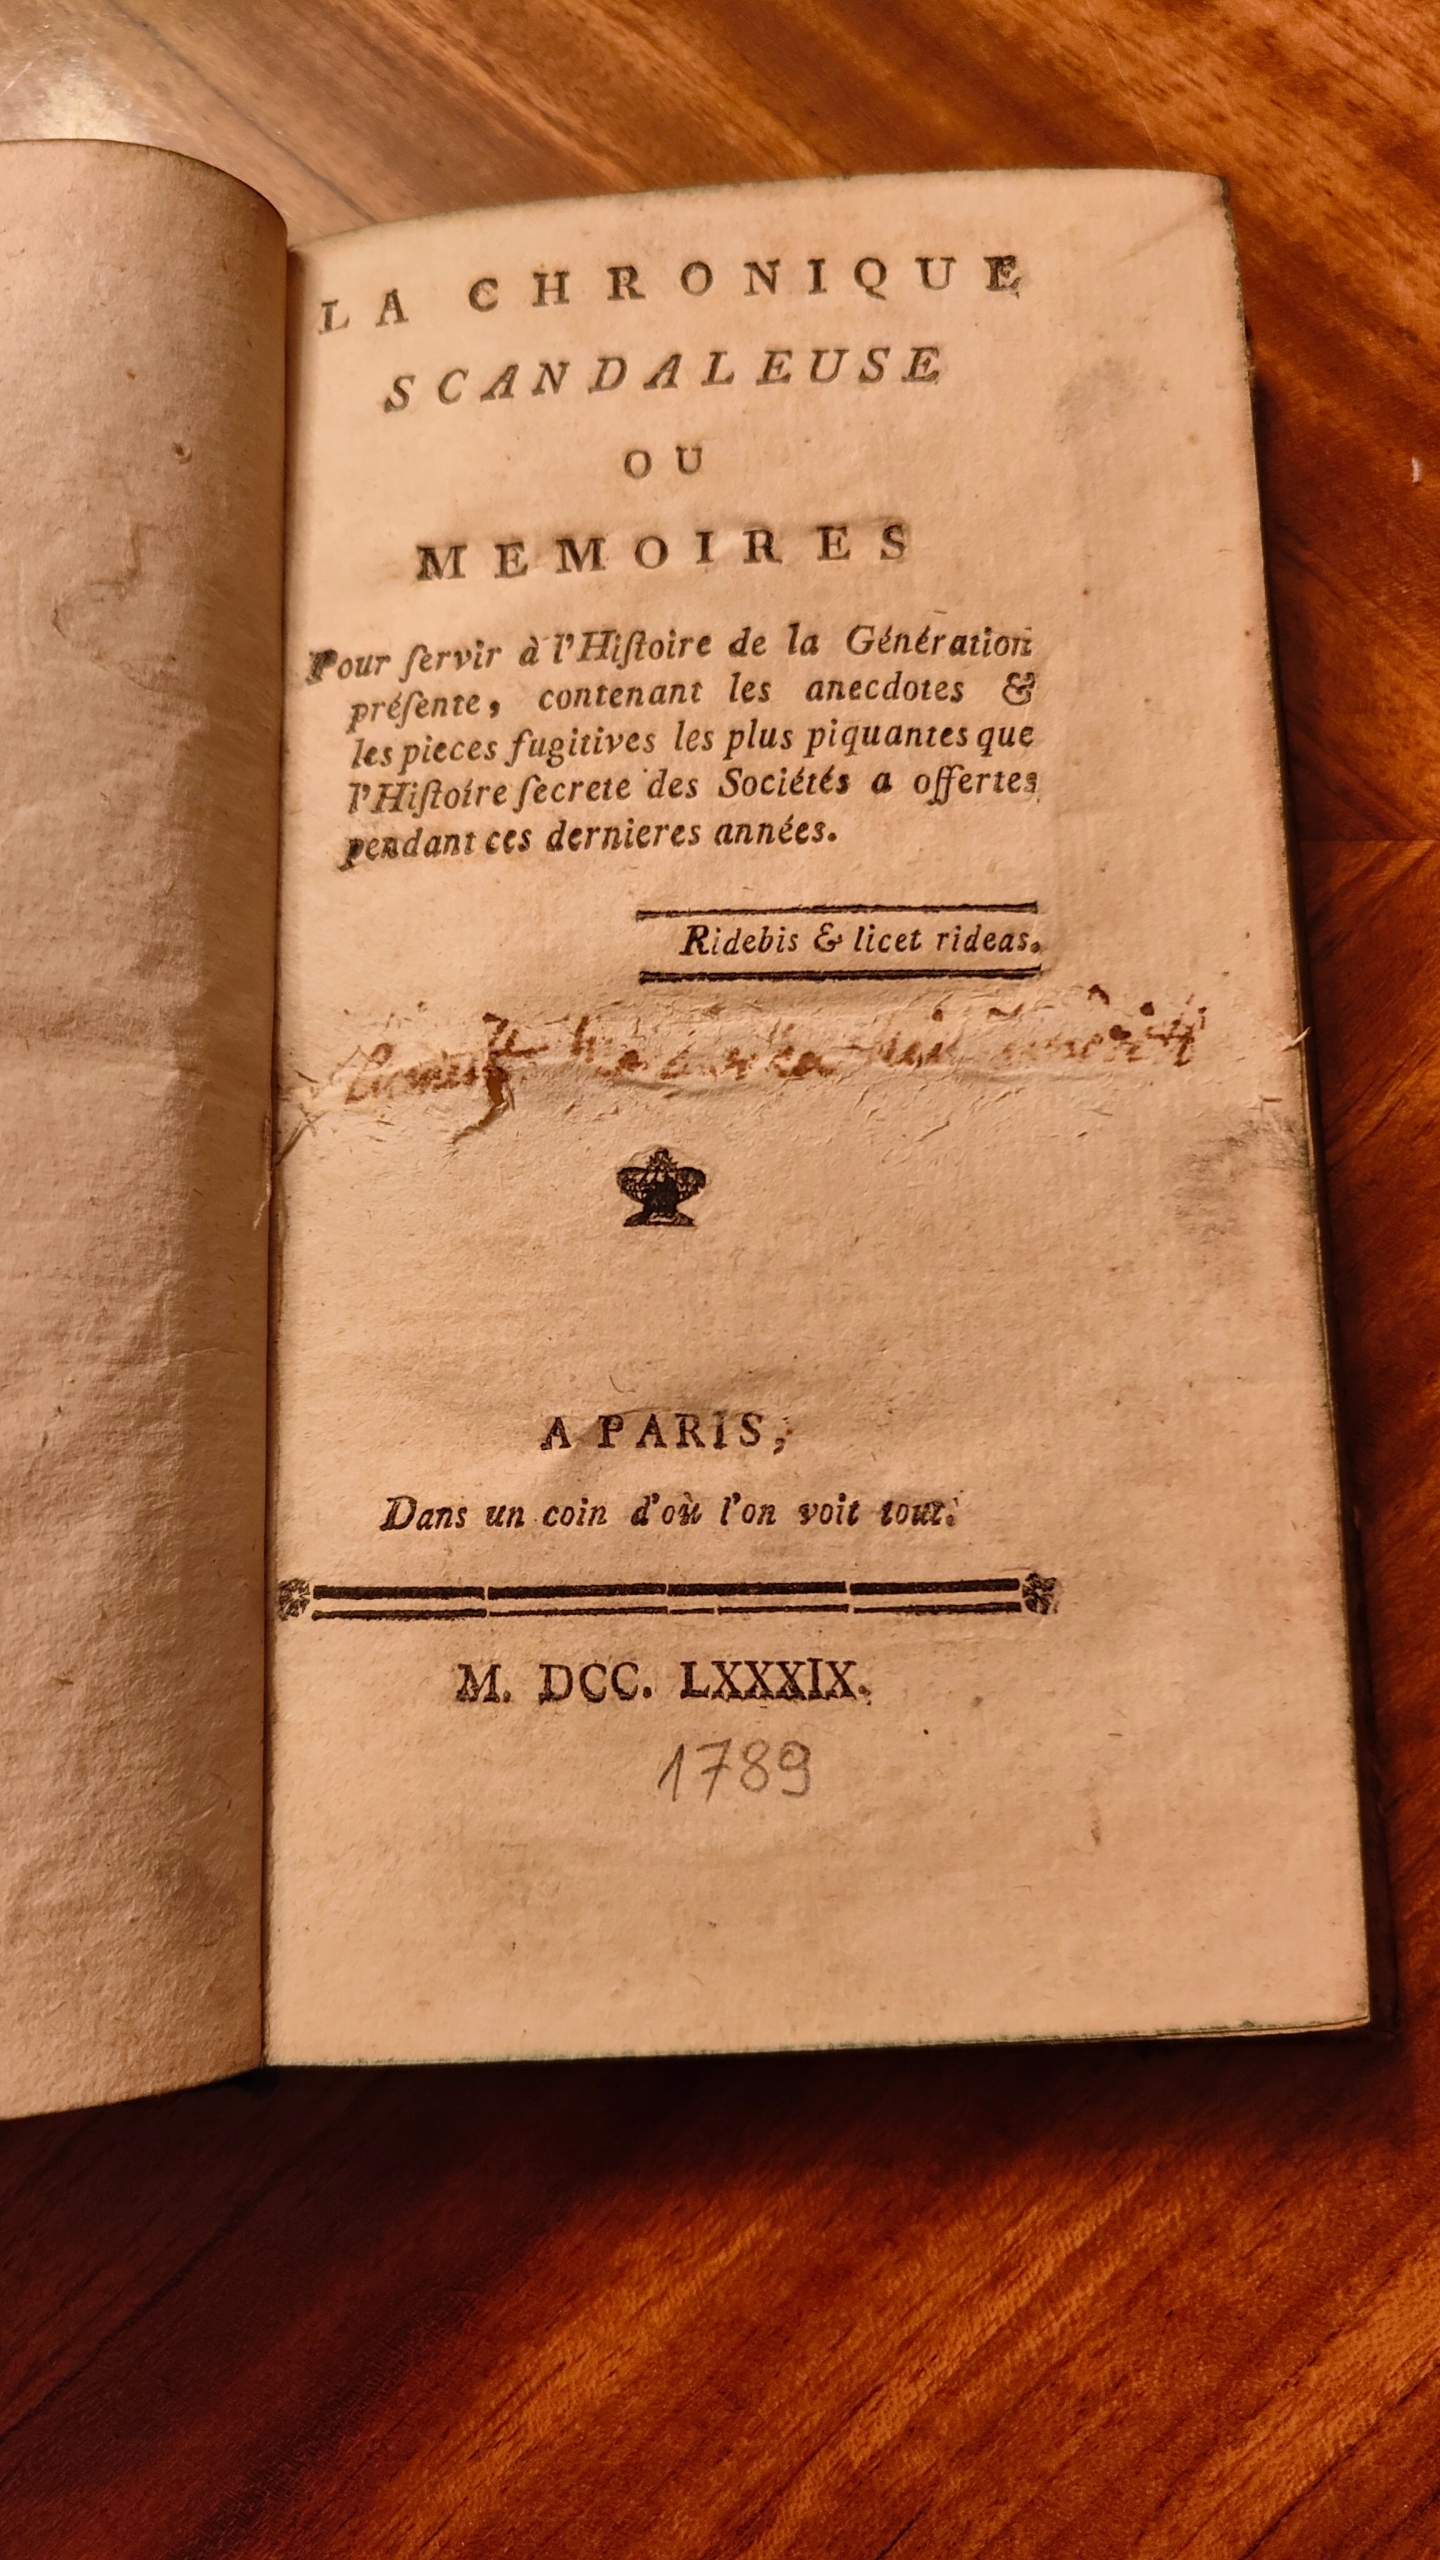 LA CHRONIQUE
SCANDALEUSE
OU
MEMOIRES
Pour ſervir à l'Hiſtoire de la Génération
préſente, contenant les anecdotes &
les pieces fugitives les plus piquantes que
l'Hiſtoire ſecrete des Sociétés a offertes
pendant ces dernieres années.
Ridebis & licet rideas.
A PARIS,
Dans un coin d'où l'on voit tout.
M. DCC. LXXXIX.
1789